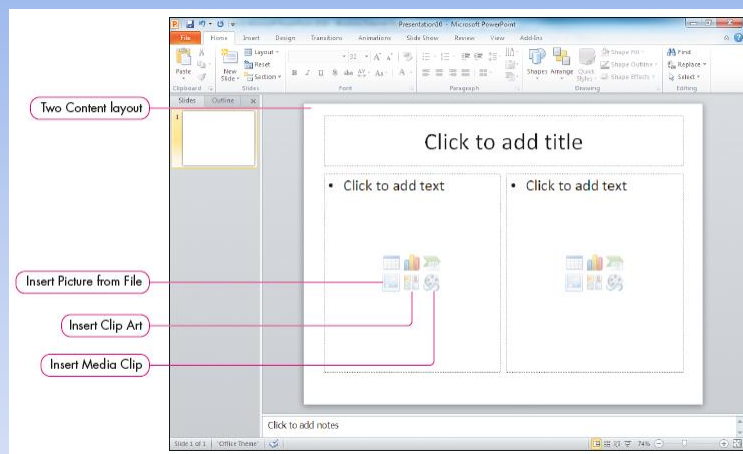 Presentation10 - Microsoft PowerPoint
File Home Insert Design Transitions Animations Slide Show Review View Add-Ins
Paste
New Slide
Layout
Reset
Section
Shapes Arrange Quick Styles
Shape Fill
Shape Outline
Shape Effects
Find
Replace
Select
Clipboard Slides Font Paragraph Drawing Editing
Slides Outline
1
Two Content layout
Click to add title
• Click to add text
• Click to add text
Insert Picture from File
Insert Clip Art
Insert Media Clip
Click to add notes
Slide 1 of 1 "Office Theme" 74%